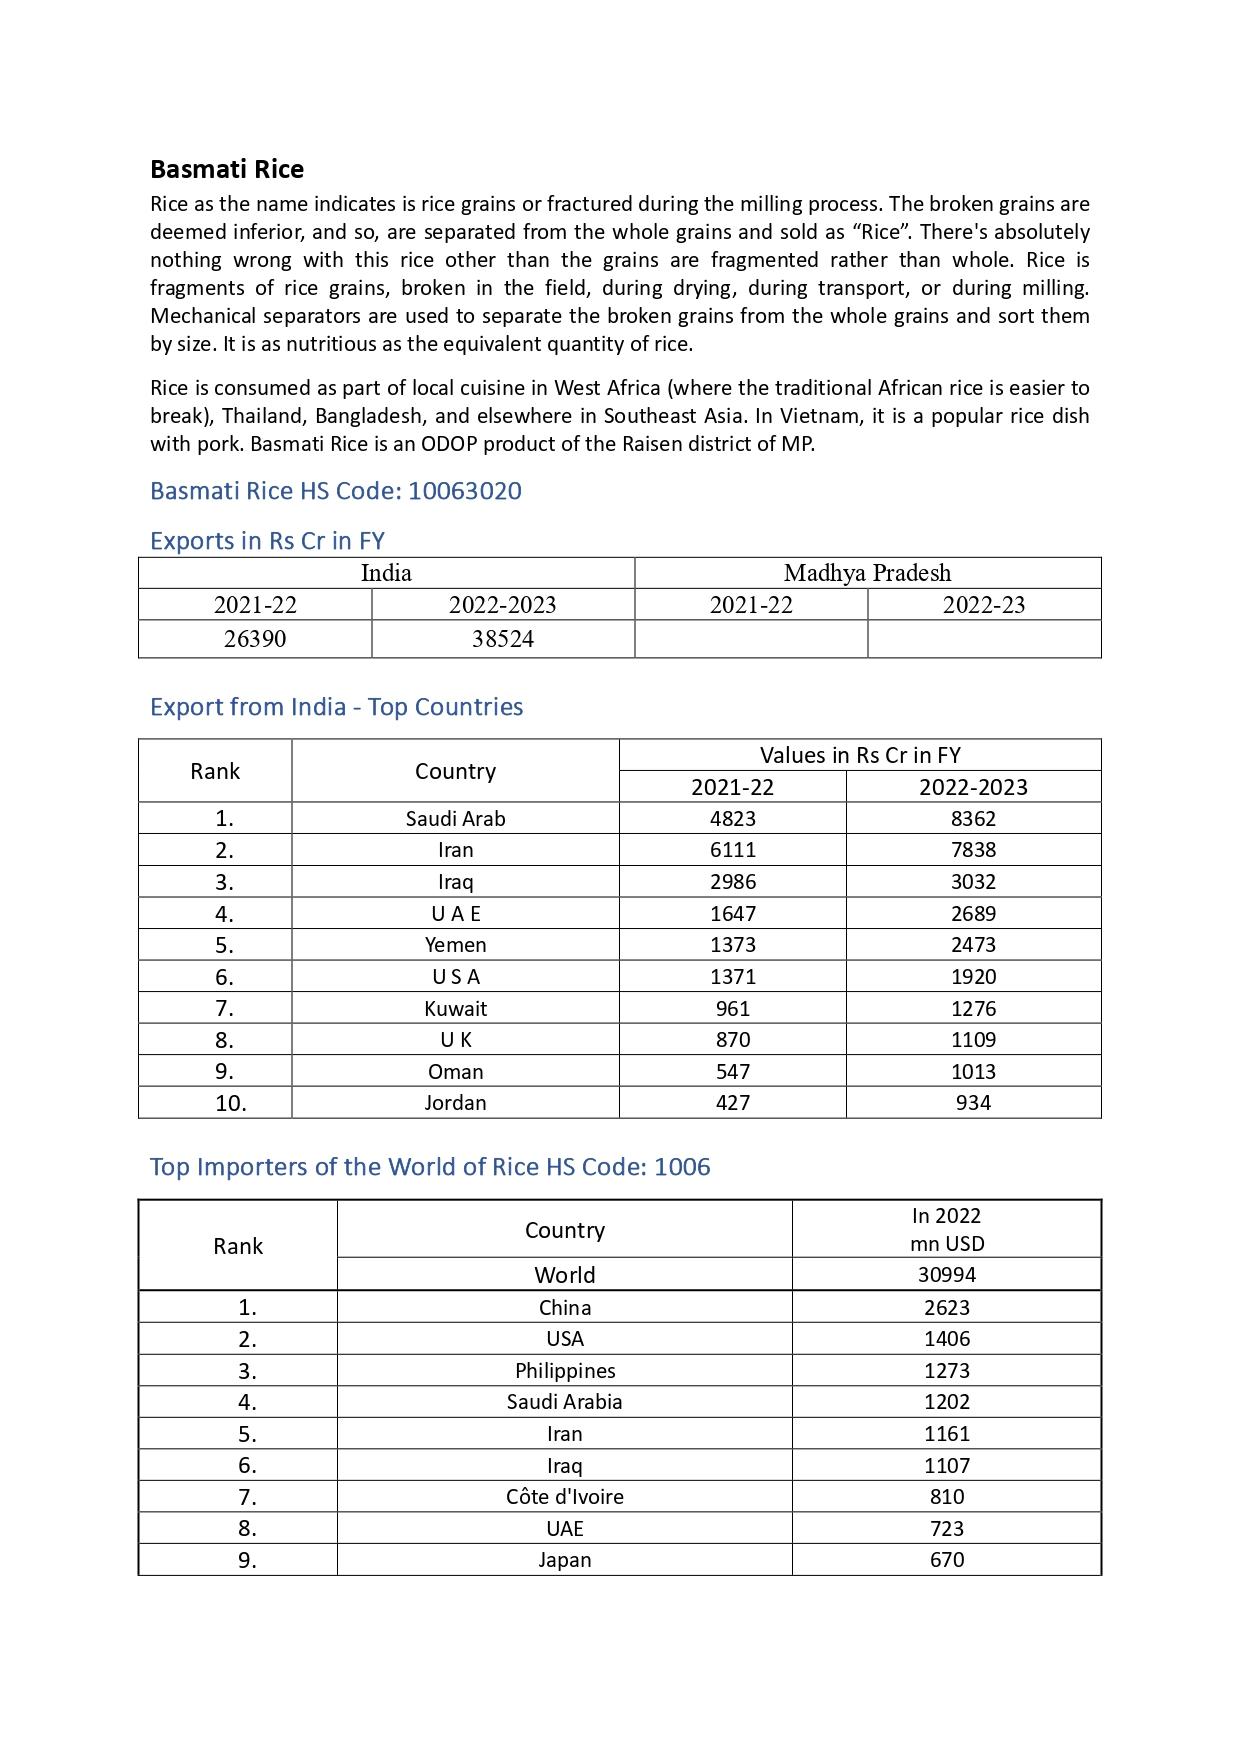 Basmati Rice
Rice as the name indicates is rice grains or fractured during the milling process. The broken grains are
deemed inferior, and so, are separated from the whole grains and sold as “Rice”. There's absolutely
nothing wrong with this rice other than the grains are fragmented rather than whole. Rice is
fragments of rice grains, broken in the field, during drying, during transport, or during milling.
Mechanical separators are used to separate the broken grains from the whole grains and sort them
by size. It is as nutritious as the equivalent quantity of rice.
Rice is consumed as part of local cuisine in West Africa (where the traditional African rice is easier to
break), Thailand, Bangladesh, and elsewhere in Southeast Asia. In Vietnam, it is a popular rice dish
with pork. Basmati Rice is an ODOP product of the Raisen district of MP.
Basmati Rice HS Code: 10063020
Exports in Rs Cr in FY
India Madhya Pradesh
2021-22 2022-2023 2021-22 2022-23
26390 38524
Export from India - Top Countries
Rank Country Values in Rs Cr in FY
2021-22 2022-2023
1. Saudi Arab 4823 8362
2. Iran 6111 7838
3. Iraq 2986 3032
4. U A E 1647 2689
5. Yemen 1373 2473
6. U S A 1371 1920
7. Kuwait 961 1276
8. U K 870 1109
9. Oman 547 1013
10. Jordan 427 934
Top Importers of the World of Rice HS Code: 1006
Rank Country In 2022
mn USD
World 30994
1. China 2623
2. USA 1406
3. Philippines 1273
4. Saudi Arabia 1202
5. Iran 1161
6. Iraq 1107
7. Côte d'Ivoire 810
8. UAE 723
9. Japan 670